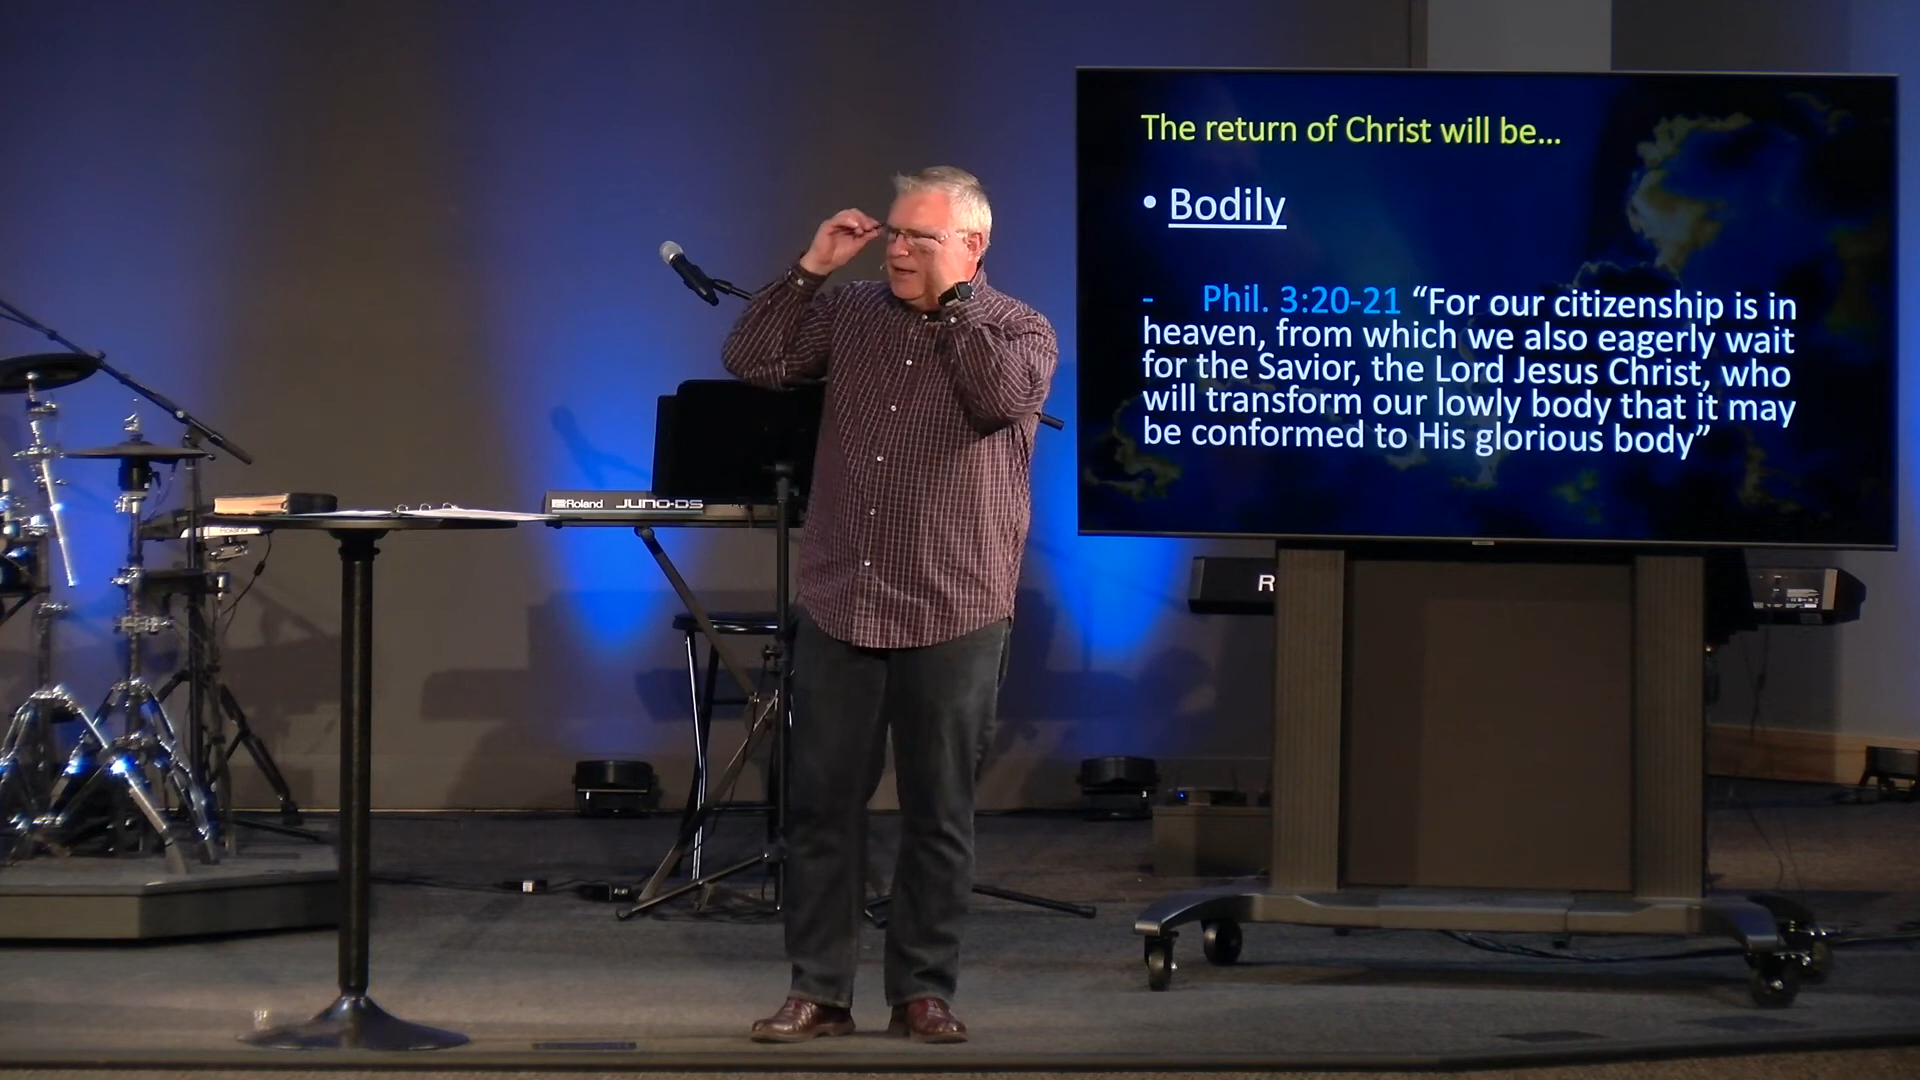 The return of Christ will be...
• Bodily
- Phil. 3:20-21 “For our citizenship is in
heaven, from which we also eagerly wait
for the Savior, the Lord Jesus Christ, who
will transform our lowly body that it may
be conformed to His glorious body”
Roland JUNO-DS
R